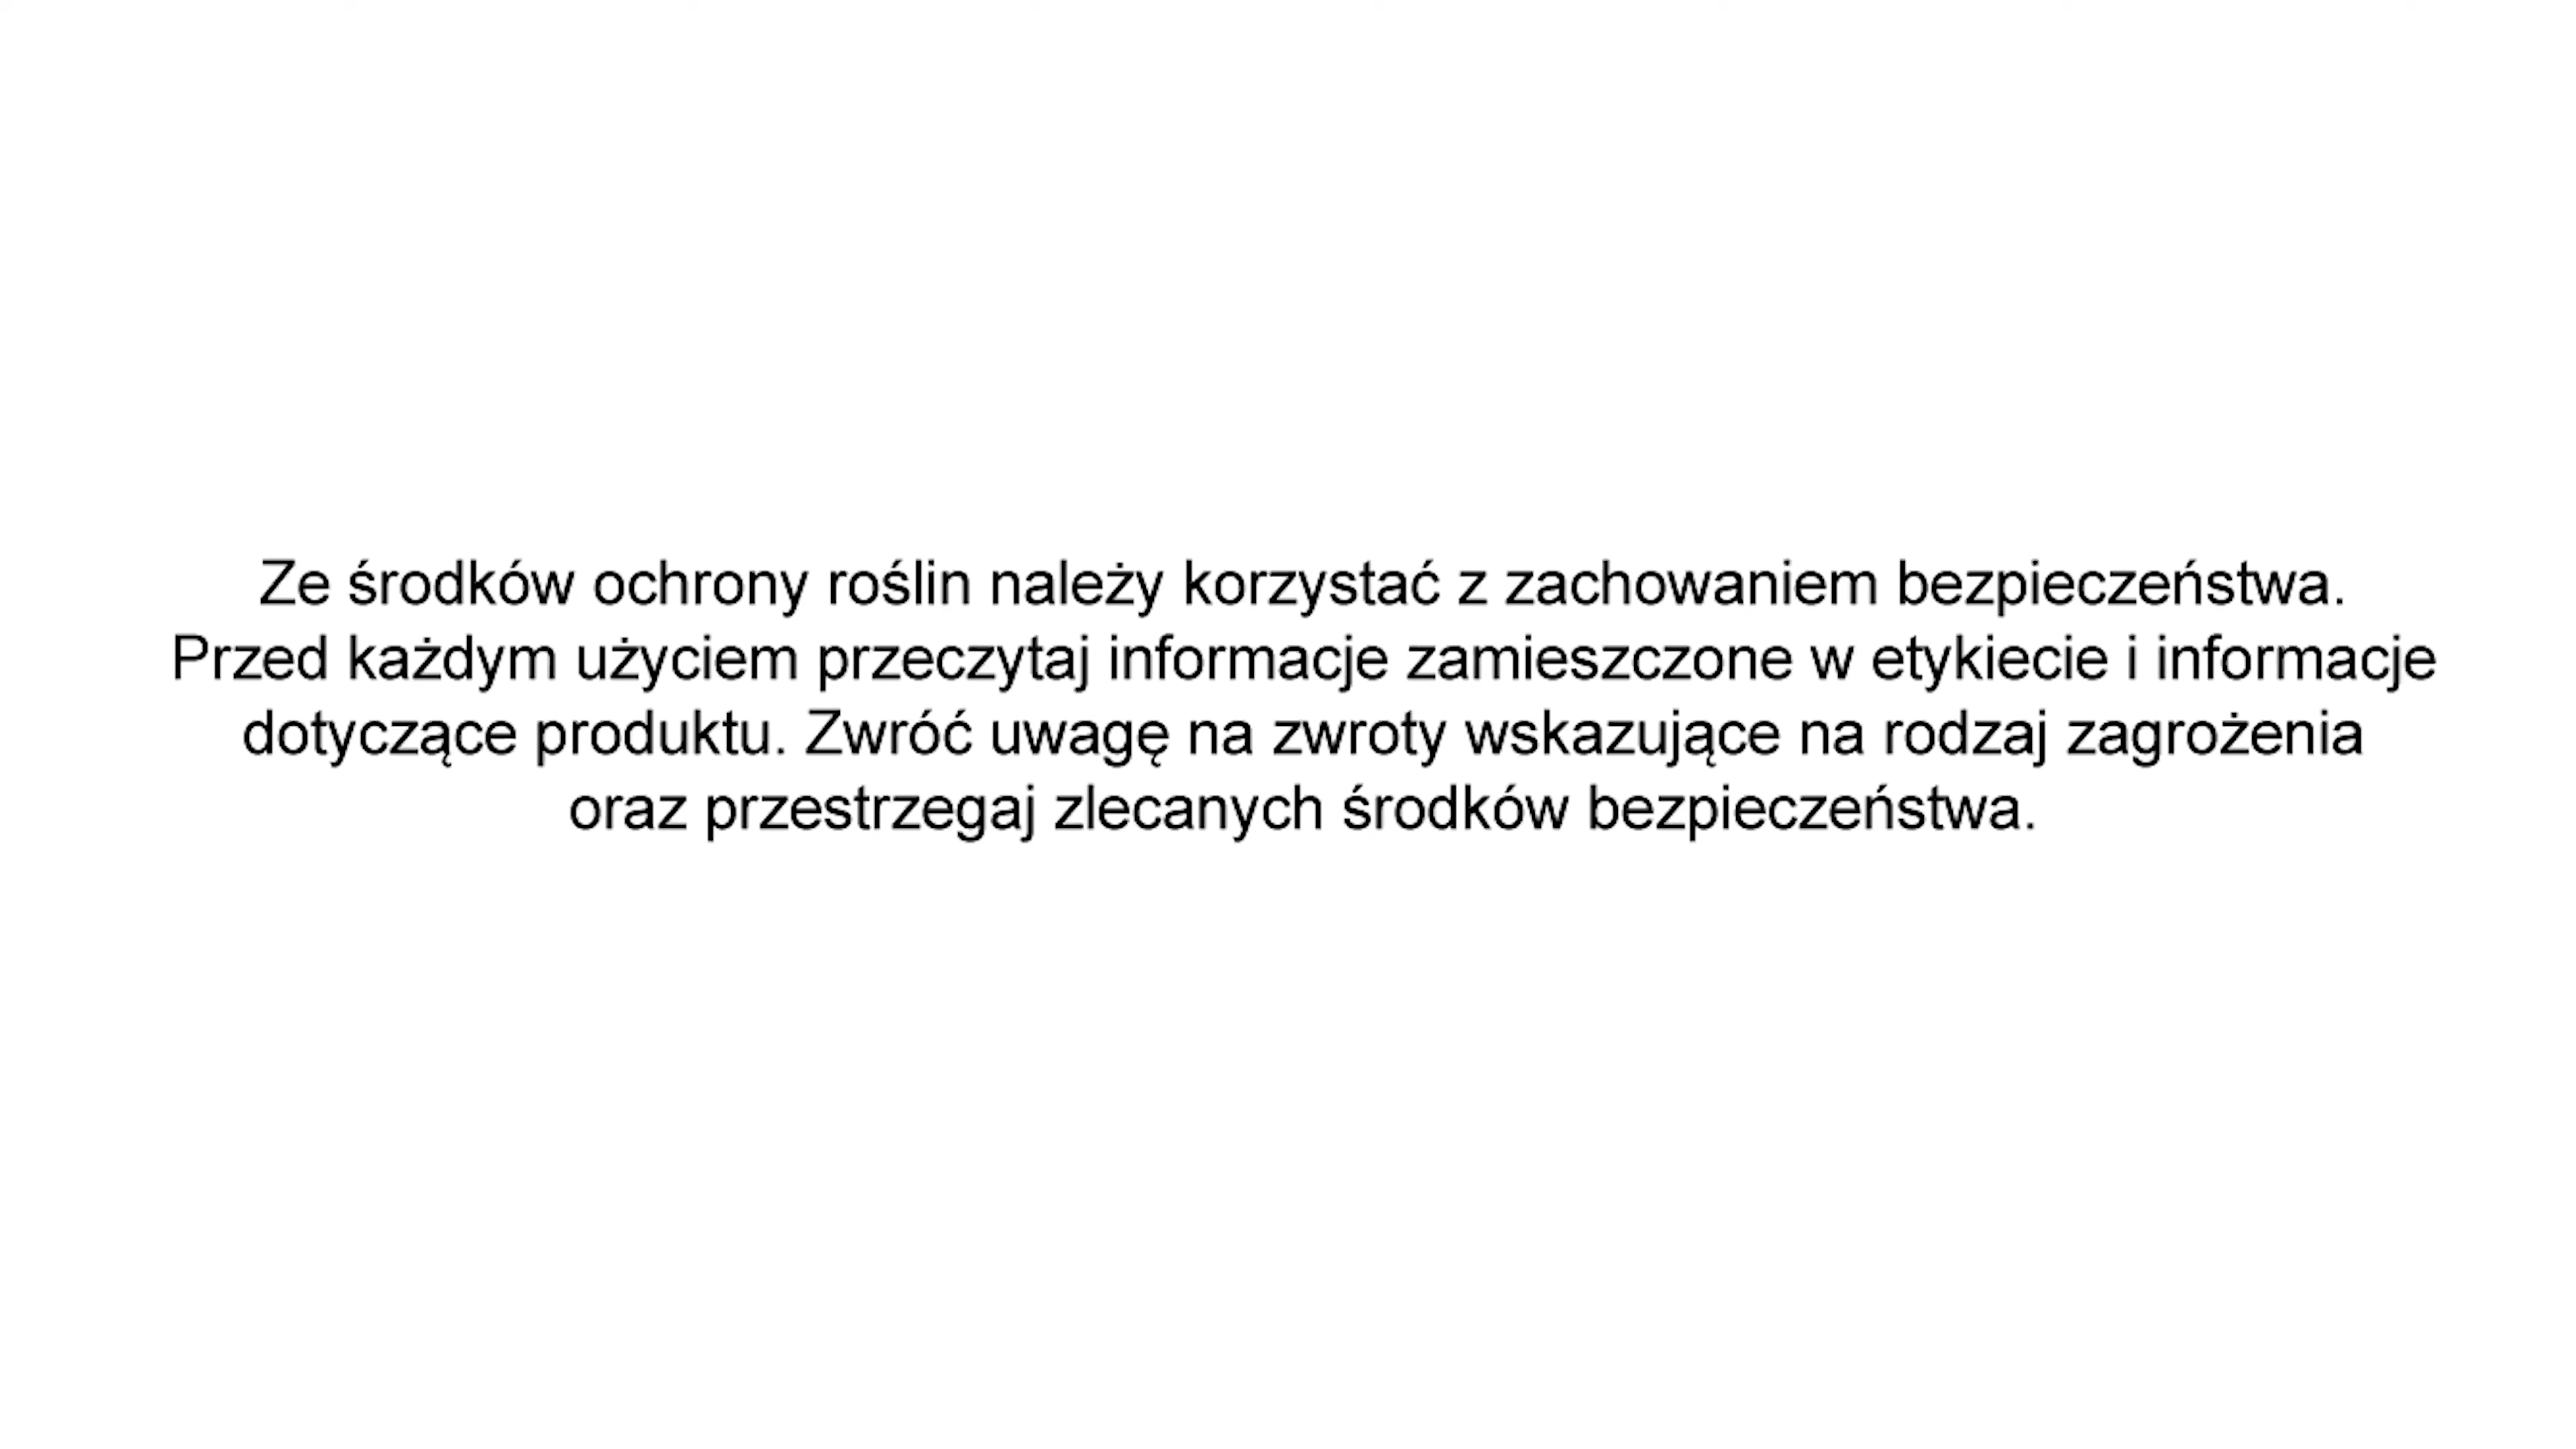 Ze środków ochrony roślin należy korzystać z zachowaniem bezpieczeństwa.
Przed każdym użyciem przeczytaj informacje zamieszczone w etykiecie i informacje
dotyczące produktu. Zwróć uwagę na zwroty wskazujące na rodzaj zagrożenia
oraz przestrzegaj zlecanych środków bezpieczeństwa.